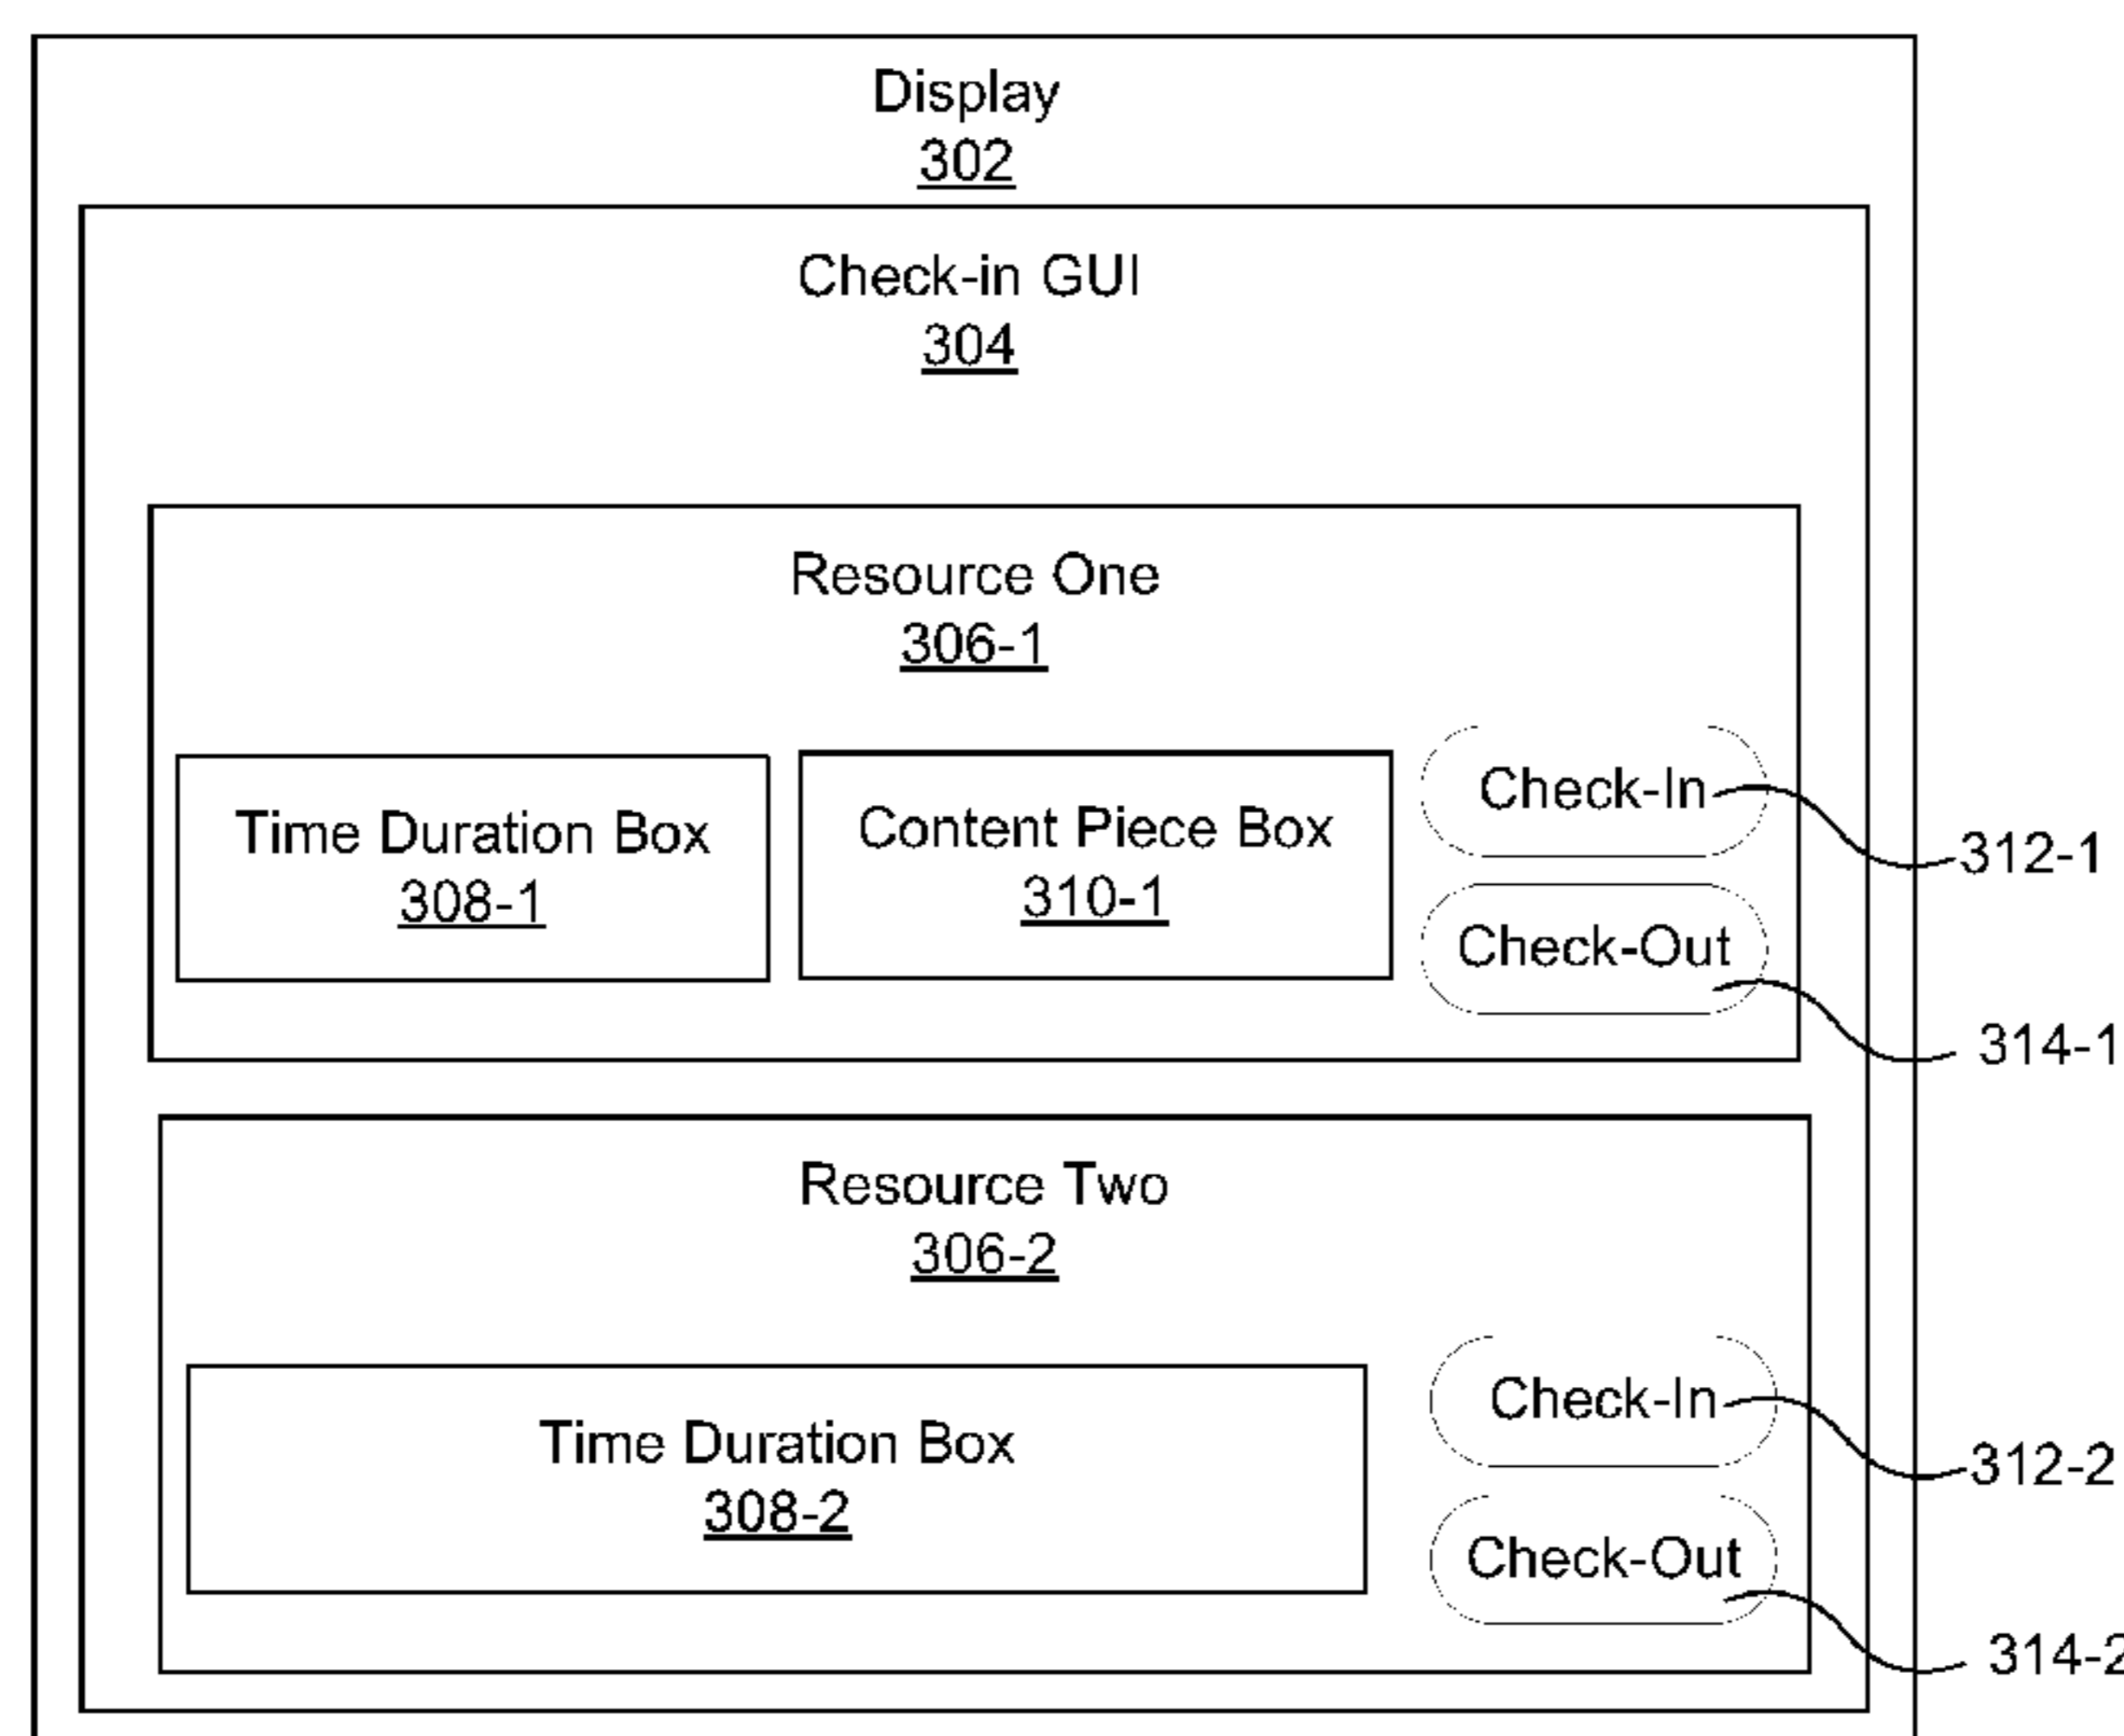 Display
302
Check-in GUI
304
Resource One
306-1
Time Duration Box
308-1
Content Piece Box
310-1
Check-In
312-1
Check-Out
314-1
Resource Two
306-2
Time Duration Box
308-2
Check-In
312-2
Check-Out
314-2